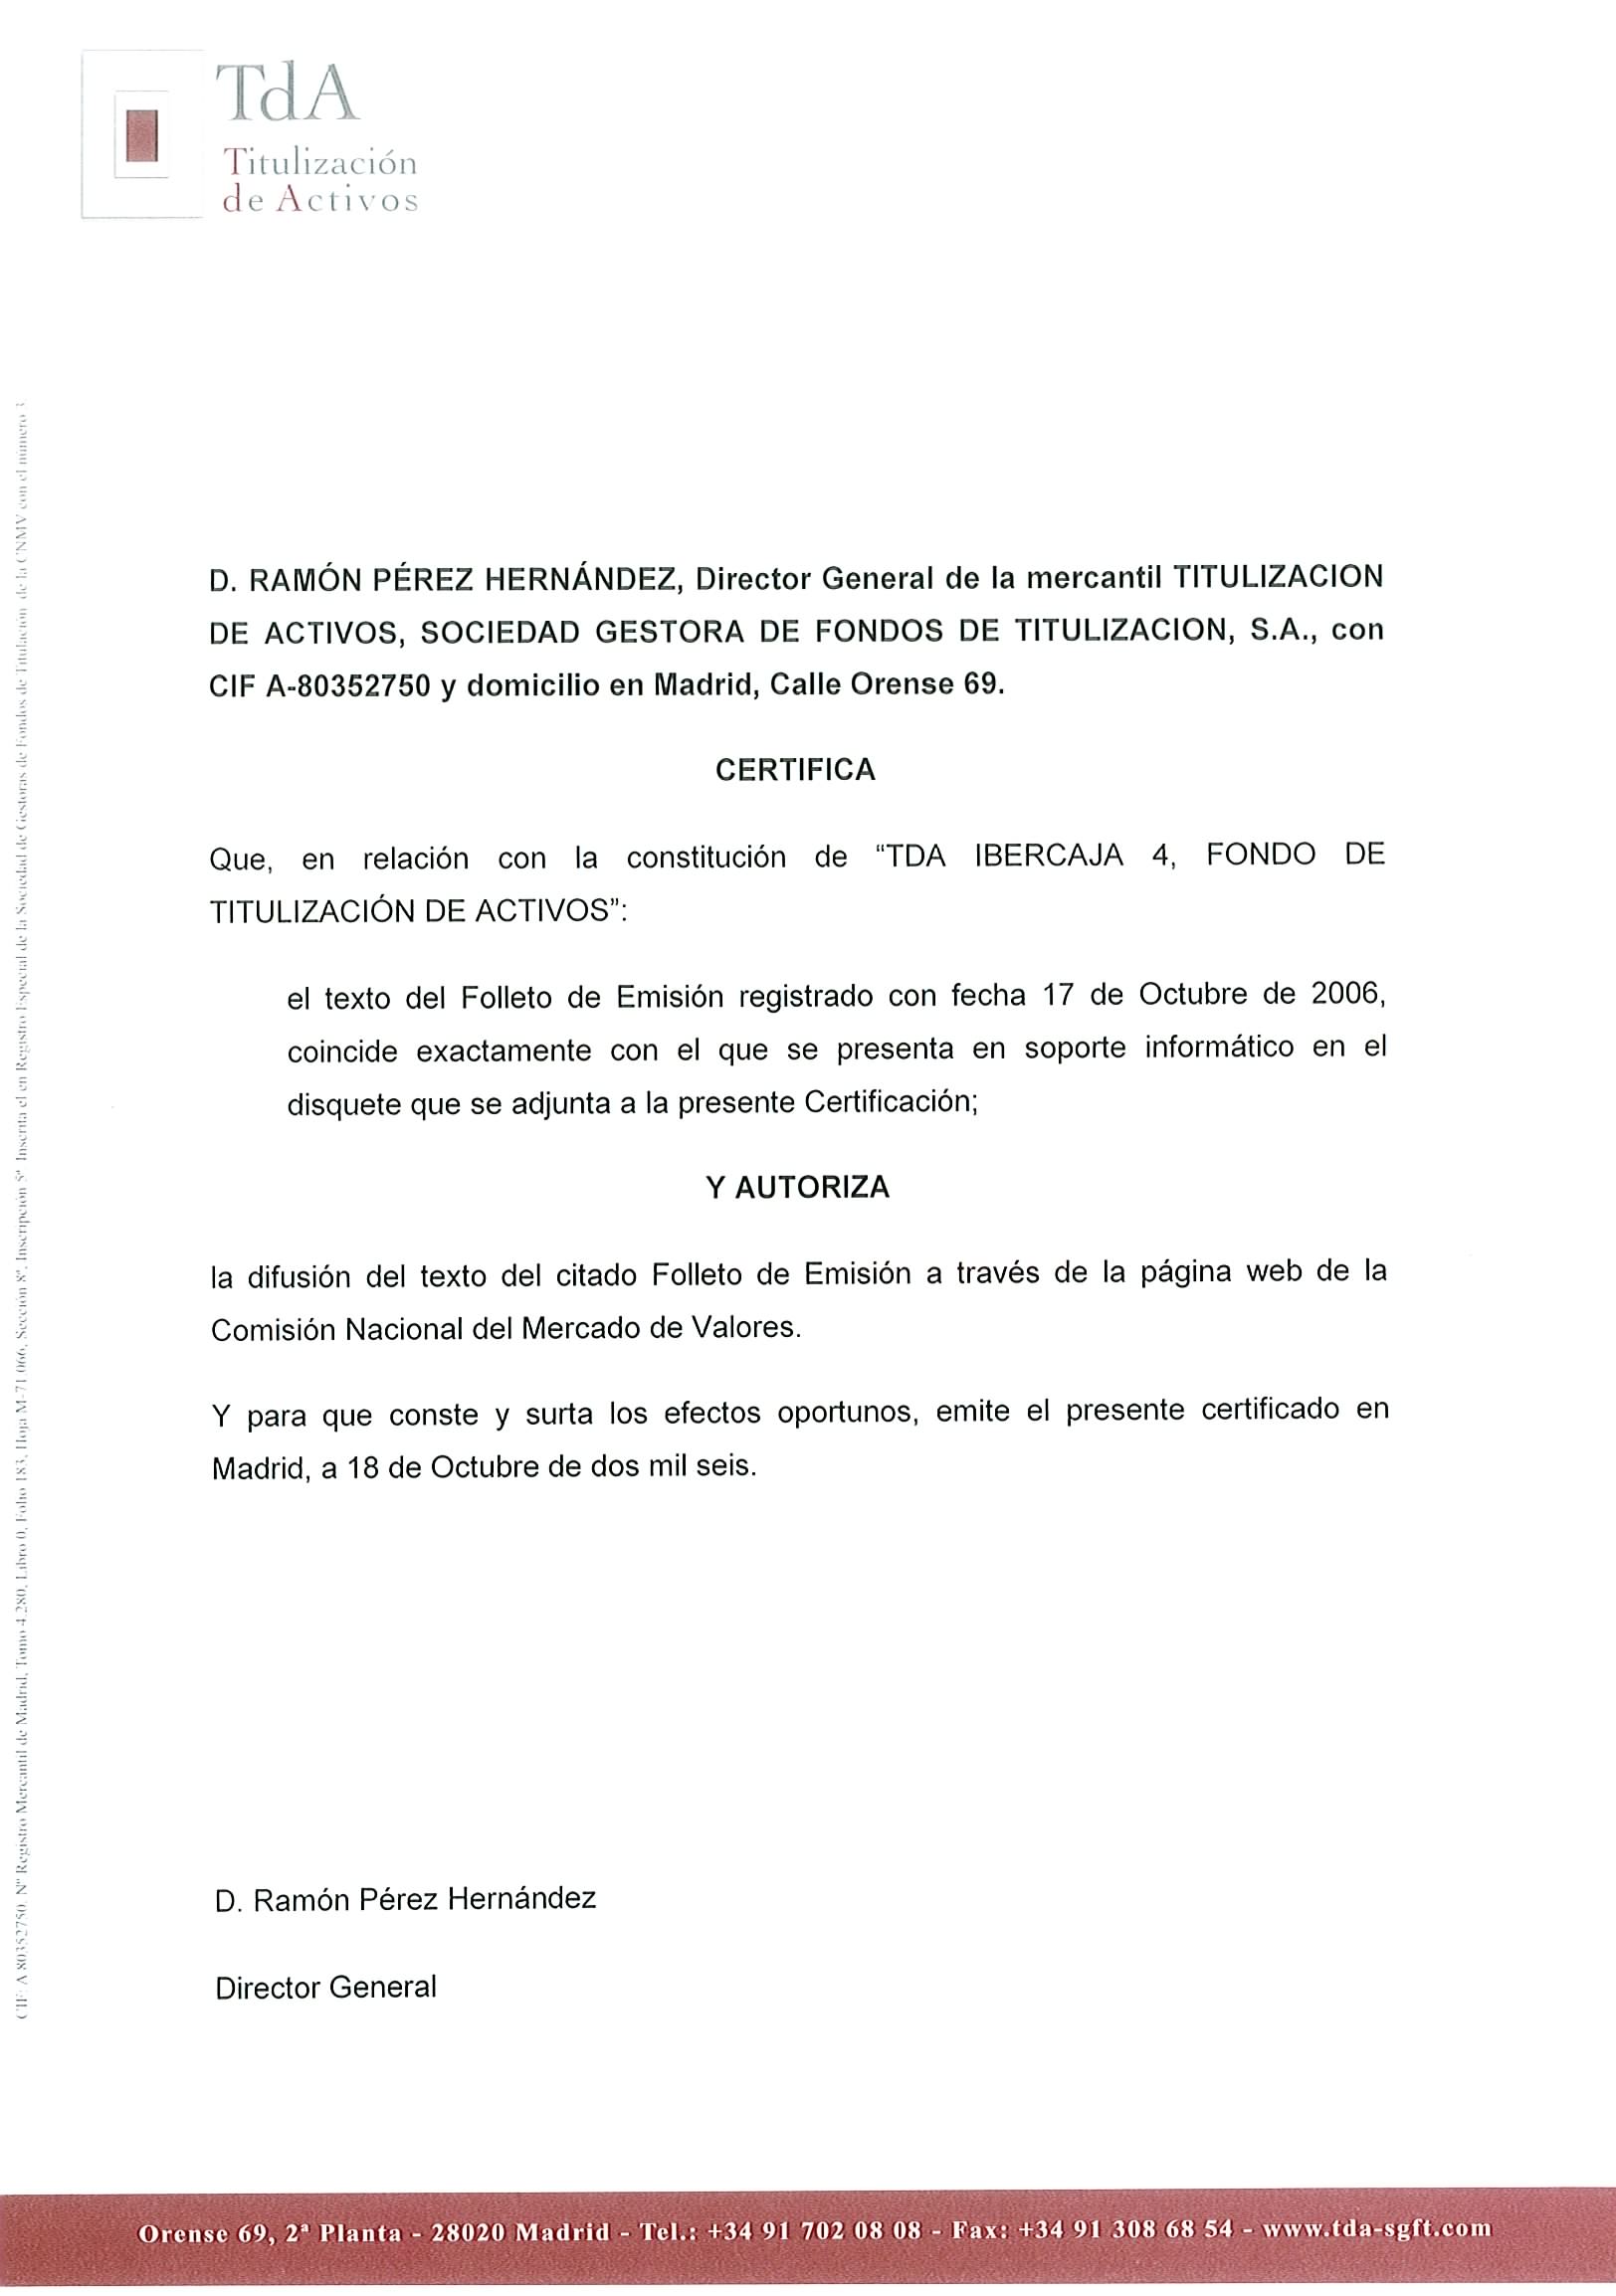 TdA
Titulización
de Activos
D. RAMÓN PÉREZ HERNÁNDEZ, Director General de la mercantil TITULIZACION
DE ACTIVOS, SOCIEDAD GESTORA DE FONDOS DE TITULIZACION, S.A., con
CIF A-80352750 y domicilio en Madrid, Calle Orense 69.
CERTIFICA
Que, en relación con la constitución de “TDA IBERCAJA 4, FONDO DE
TITULIZACIÓN DE ACTIVOS”:
el texto del Folleto de Emisión registrado con fecha 17 de Octubre de 2006,
coincide exactamente con el que se presenta en soporte informático en el
disquete que se adjunta a la presente Certificación;
Y AUTORIZA
la difusión del texto del citado Folleto de Emisión a través de la página web de la
Comisión Nacional del Mercado de Valores.
Y para que conste y surta los efectos oportunos, emite el presente certificado en
Madrid, a 18 de Octubre de dos mil seis.
D. Ramón Pérez Hernández
Director General
CIF: A 80352750. Nº Registro Mercantil de Madrid, Tomo 4.280, Libro 0, Folio 183, Hoja M-71.066, Sección 8ª, Inscripción 5ª Inscrita el en Registro Especial de la Sociedad de Gestoras de Fondos de Titulación de la CNMV con el número 3
Orense 69, 2ª Planta - 28020 Madrid - Tel.: +34 91 702 08 08 - Fax: +34 91 308 68 54 - www.tda-sgft.com